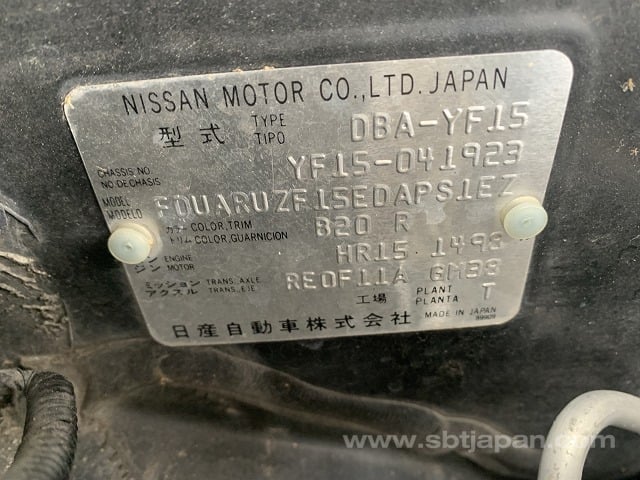 NISSAN MOTOR CO.,LTD. JAPAN
型式 TYPE TIPO DBA-YF15
CHASSIS NO. NO.DE CHASIS YF15-041923
MODEL MODELO FDUARUZF15EDAPS1EZ
カラー トリム COLOR,TRIM COLOR,GUARNICION B20 R
エンジン ENGINE MOTOR HR15 1498
ミッション アクスル TRANS. AXLE TRANS. EJE RE0F11A GM33
工場 PLANT PLANTA T
日産自動車株式会社 MADE IN JAPAN
www.sbtjapan.com